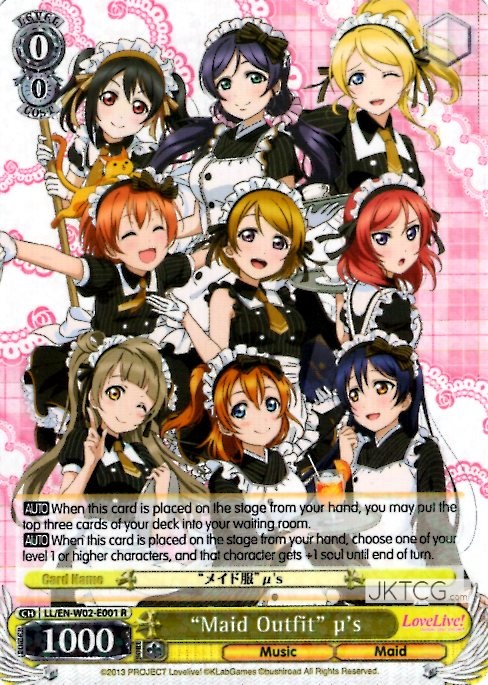 LEVEL
0
0
COST
AUTO When this card is placed on the stage from your hand, you may put the
top three cards of your deck into your waiting room.
AUTO When this card is placed on the stage from your hand, choose one of your
level 1 or higher characters, and that character gets +1 soul until end of turn.
Card Name
“メイド服”μ's
JKTCG.com
CH LL/EN-W02-E001 R
1000
“Maid Outfit” μ's
LoveLive!
Music
Maid
©2013 PROJECT Lovelive! ©KLabGames ©bushiroad All Rights Reserved.